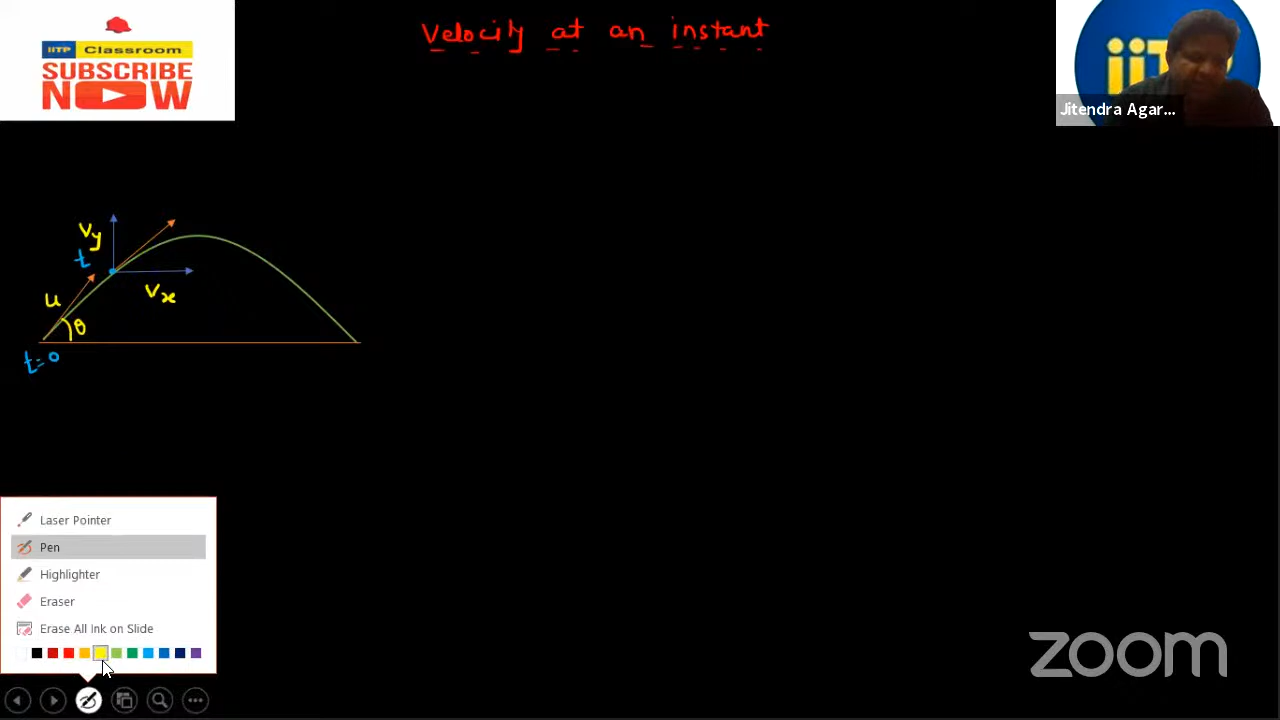 Velocity at an instant
IITP Classroom
SUBSCRIBE
NOW
iiTP
Jitendra Agar...
Vy
t
u
Vx
θ
t=0
Laser Pointer
Pen
Highlighter
Eraser
Erase All Ink on Slide
zoom